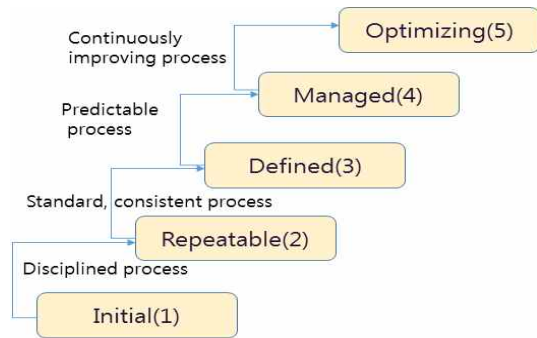 Optimizing(5)
Continuously
improving process
Managed(4)
Predictable
process
Defined(3)
Standard, consistent process
Repeatable(2)
Disciplined process
Initial(1)